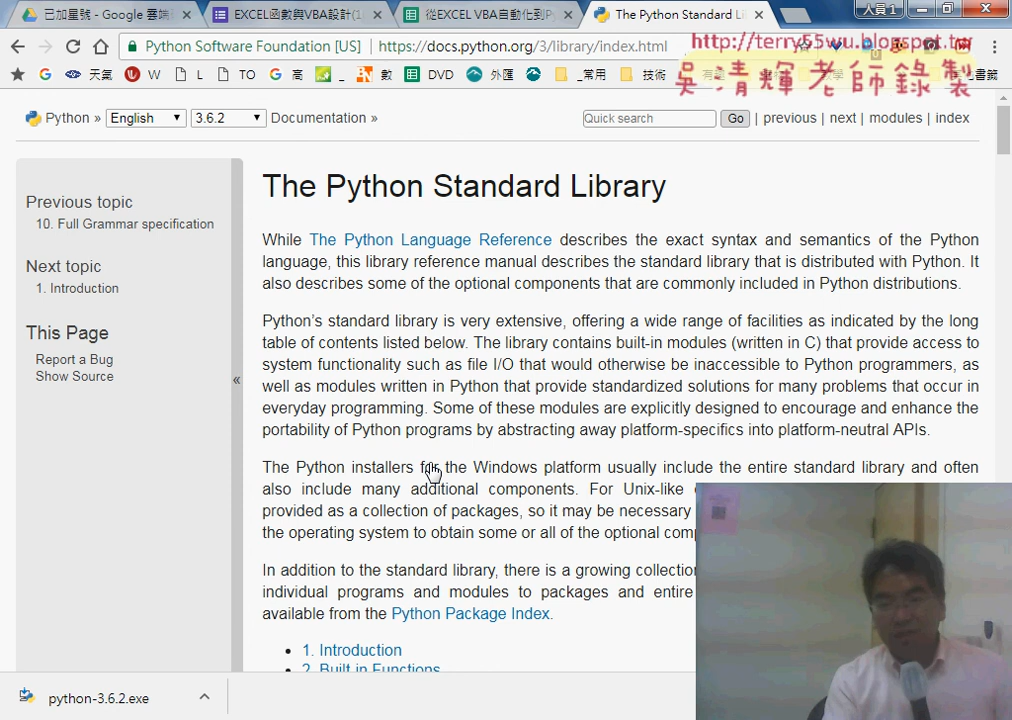 已加星號 - Google 雲端
EXCEL函數與VBA設計(1
從EXCEL VBA自動化到P
The Python Standard Li
人員1
Python Software Foundation [US] | https://docs.python.org/3/library/index.html
http://terry55wu.blogspot.tw
吳清輝老師錄製
天氣
W
L
TO
高
_
數
DVD
外匯
_常用
技術
書籤
Python »
English
3.6.2
Documentation »
Quick search
Go
| previous | next | modules | index
Previous topic
10. Full Grammar specification
Next topic
1. Introduction
This Page
Report a Bug
Show Source
«
The Python Standard Library
While The Python Language Reference describes the exact syntax and semantics of the Python
language, this library reference manual describes the standard library that is distributed with Python. It
also describes some of the optional components that are commonly included in Python distributions.
Python's standard library is very extensive, offering a wide range of facilities as indicated by the long
table of contents listed below. The library contains built-in modules (written in C) that provide access to
system functionality such as file I/O that would otherwise be inaccessible to Python programmers, as
well as modules written in Python that provide standardized solutions for many problems that occur in
everyday programming. Some of these modules are explicitly designed to encourage and enhance the
portability of Python programs by abstracting away platform-specifics into platform-neutral APIs.
The Python installers for the Windows platform usually include the entire standard library and often
also include many additional components. For Unix-like
provided as a collection of packages, so it may be necessary
the operating system to obtain some or all of the optional comp
In addition to the standard library, there is a growing collection
individual programs and modules to packages and entire
available from the Python Package Index.
• 1. Introduction
• 2. Built-in Functions
python-3.6.2.exe